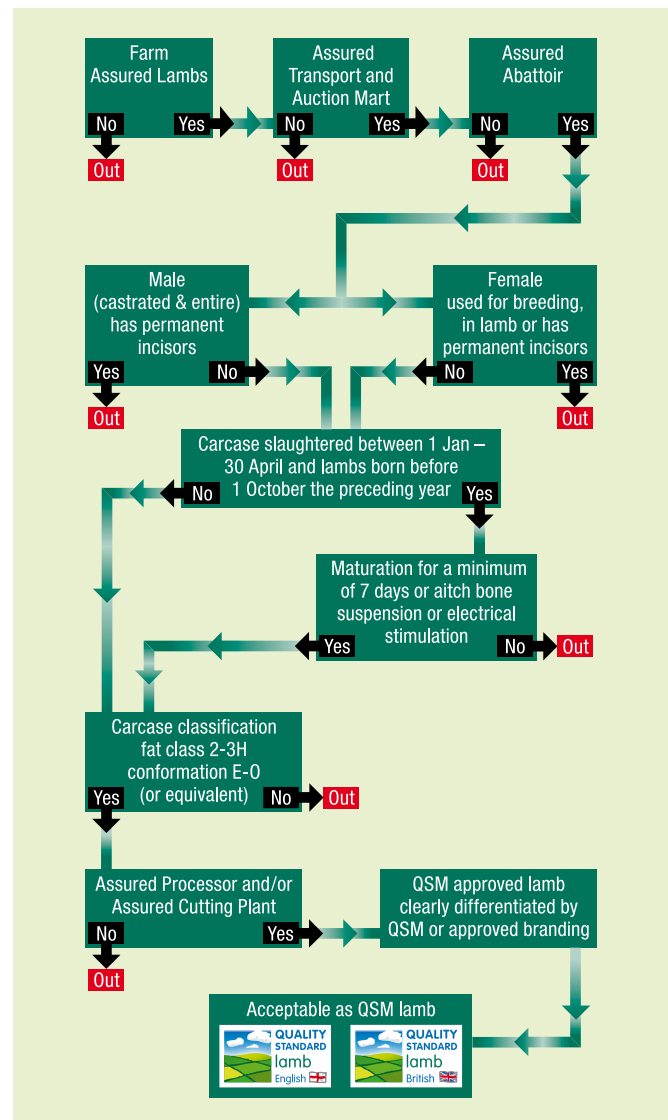 Farm
Assured Lambs
No
Yes
Out
Assured
Transport and
Auction Mart
No
Yes
Out
Assured
Abattoir
No
Yes
Out
Male
(castrated & entire)
has permanent
incisors
Yes
No
Out
Female
used for breeding,
in lamb or has
permanent incisors
No
Yes
Out
Carcase slaughtered between 1 Jan –
30 April and lambs born before
1 October the preceding year
No
Yes
Maturation for a minimum
of 7 days or aitch bone
suspension or electrical
stimulation
Yes
No
Out
Carcase classification
fat class 2-3H
conformation E-O
(or equivalent)
Yes
No
Out
Assured Processor and/or
Assured Cutting Plant
No
Yes
Out
QSM approved lamb
clearly differentiated by
QSM or approved branding
Acceptable as QSM lamb
QUALITY
STANDARD
lamb
English
QUALITY
STANDARD
lamb
British